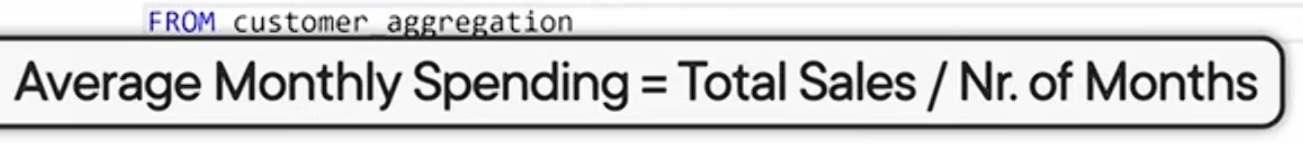 FROM customer_aggregation
Average Monthly Spending = Total Sales / Nr. of Months